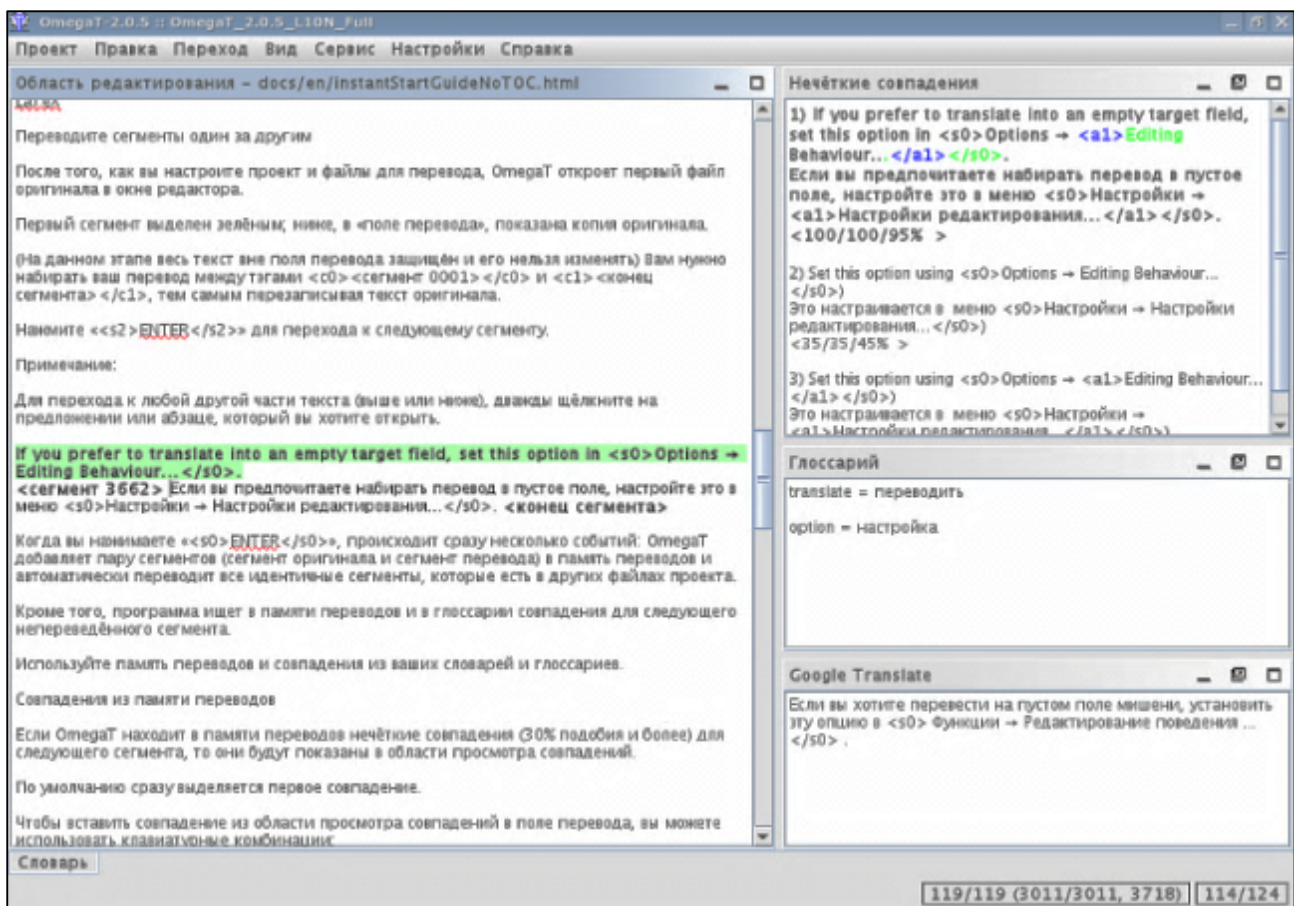 OmegaT-2.0.5 :: OmegaT_2.0.5_L10N_Full
Проект Правка Переход Вид Сервис Настройки Справка
Область редактирования – docs/en/instantStartGuideNoTOC.html
Переводите сегменты один за другим
После того, как вы настроите проект и файлы для перевода, OmegaT откроет первый файл
оригинала в окне редактора.
Первый сегмент выделен зелёным; ниже, в «поле перевода», показана копия оригинала.
(На данном этапе весь текст вне поля перевода защищён и его нельзя изменять) Вам нужно
набирать ваш перевод между тэгами <c0><сегмент 0001></c0> и <c1><конец
сегмента></c1>, тем самым перезаписывая текст оригинала.
Нажмите «<s2>ENTER</s2>» для перехода к следующему сегменту.
Примечание:
Для перехода к любой другой части текста (выше или ниже), дважды щёлкните на
предложении или абзаце, который вы хотите открыть.
If you prefer to translate into an empty target field, set this option in <s0>Options →
Editing Behaviour...</s0>.
<сегмент 3662> Если вы предпочитаете набирать перевод в пустое поле, настройте это в
меню <s0>Настройки → Настройки редактирования...</s0>. <конец сегмента>
Когда вы нажимаете «<s0>ENTER</s0>», происходит сразу несколько событий: OmegaT
добавляет пару сегментов (сегмент оригинала и сегмент перевода) в память переводов и
автоматически переводит все идентичные сегменты, которые есть в других файлах проекта.
Кроме того, программа ищет в памяти переводов и в глоссарии совпадения для следующего
непереведённого сегмента.
Используйте память переводов и совпадения из ваших словарей и глоссариев.
Совпадения из памяти переводов
Если OmegaT находит в памяти переводов нечёткие совпадения (30% подобия и более) для
следующего сегмента, то они будут показаны в области просмотра совпадений.
По умолчанию сразу выделяется первое совпадение.
Чтобы вставить совпадение из области просмотра совпадений в поле перевода, вы можете
использовать клавиатурные комбинации:
Нечёткие совпадения
1) If you prefer to translate into an empty target field,
set this option in <s0>Options → <a1>Editing
Behaviour...</a1></s0>.
Если вы предпочитаете набирать перевод в пустое
поле, настройте это в меню <s0>Настройки →
<a1>Настройки редактирования...</a1></s0>.
<100/100/95% >
2) Set this option using <s0>Options → Editing Behaviour...
</s0>)
Это настраивается в меню <s0>Настройки → Настройки
редактирования...</s0>)
<35/35/45% >
3) Set this option using <s0>Options → <a1>Editing Behaviour...
</a1></s0>)
Это настраивается в меню <s0>Настройки →
<a1>Настройки редактирования...</a1></s0>)
Глоссарий
translate = переводить
option = настройка
Google Translate
Если вы хотите перевести на пустом поле мишени, установить
эту опцию в <s0> Функции → Редактирование поведения ...
</s0> .
Словарь
119/119 (3011/3011, 3718) 114/124